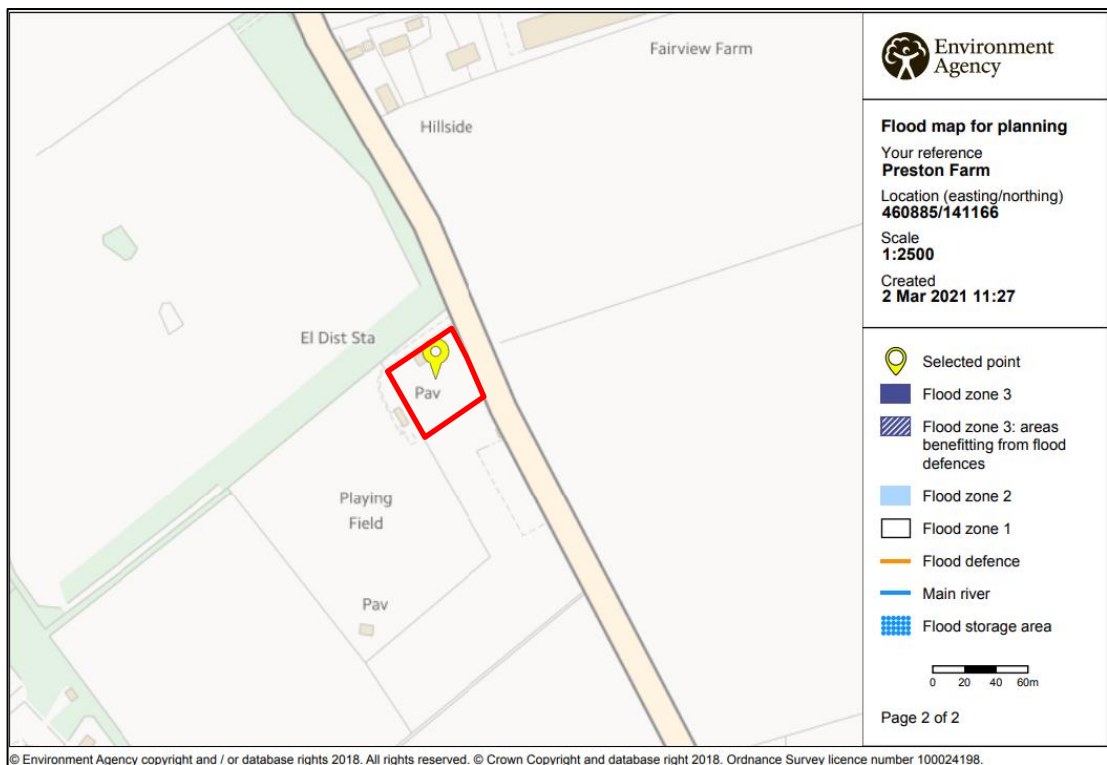 Fairview Farm
Hillside
El Dist Sta
Pav
Playing
Field
Pav
Environment
Agency
Flood map for planning
Your reference
Preston Farm
Location (easting/northing)
460885/141166
Scale
1:2500
Created
2 Mar 2021 11:27
Selected point
Flood zone 3
Flood zone 3: areas
benefitting from flood
defences
Flood zone 2
Flood zone 1
Flood defence
Main river
Flood storage area
0 20 40 60m
Page 2 of 2
© Environment Agency copyright and / or database rights 2018. All rights reserved. © Crown Copyright and database right 2018. Ordnance Survey licence number 100024198.